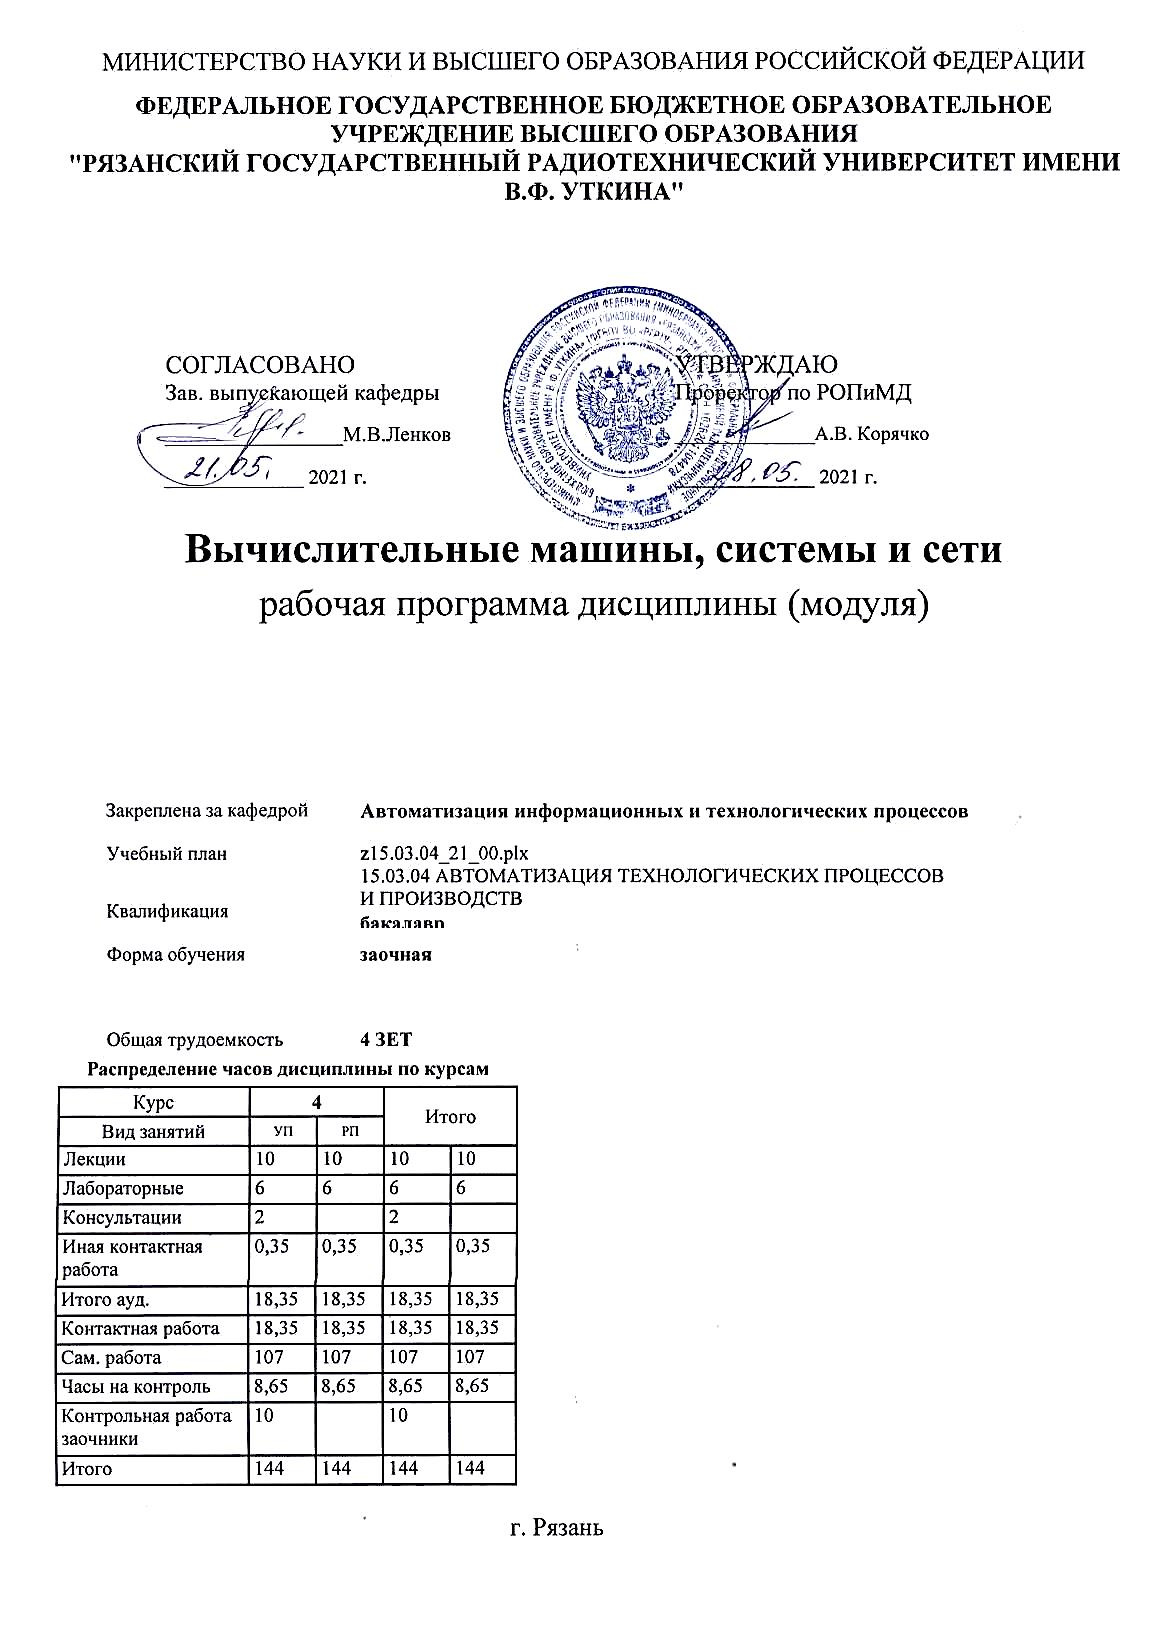 МИНИСТЕРСТВО НАУКИ И ВЫСШЕГО ОБРАЗОВАНИЯ РОССИЙСКОЙ ФЕДЕРАЦИИ
ФЕДЕРАЛЬНОЕ ГОСУДАРСТВЕННОЕ БЮДЖЕТНОЕ ОБРАЗОВАТЕЛЬНОЕ
УЧРЕЖДЕНИЕ ВЫСШЕГО ОБРАЗОВАНИЯ
"РЯЗАНСКИЙ ГОСУДАРСТВЕННЫЙ РАДИОТЕХНИЧЕСКИЙ УНИВЕРСИТЕТ ИМЕНИ
В.Ф. УТКИНА"
СОГЛАСОВАНО
Зав. выпускающей кафедры
М.В.Ленков
21.05. 2021 г.
УТВЕРЖДАЮ
Проректор по РОПиМД
А.В. Корячко
28.05. 2021 г.
Вычислительные машины, системы и сети
рабочая программа дисциплины (модуля)
Закреплена за кафедрой Автоматизация информационных и технологических процессов
Учебный план z15.03.04_21_00.plx
15.03.04 АВТОМАТИЗАЦИЯ ТЕХНОЛОГИЧЕСКИХ ПРОЦЕССОВ
И ПРОИЗВОДСТВ
Квалификация бакалавр
Форма обучения заочная
Общая трудоемкость 4 ЗЕТ
Распределение часов дисциплины по курсам
Курс 4 Итого
Вид занятий УП РП
Лекции 10 10 10 10
Лабораторные 6 6 6 6
Консультации 2 2
Иная контактная 0,35 0,35 0,35 0,35
работа
Итого ауд. 18,35 18,35 18,35 18,35
Контактная работа 18,35 18,35 18,35 18,35
Сам. работа 107 107 107 107
Часы на контроль 8,65 8,65 8,65 8,65
Контрольная работа 10 10
заочники
Итого 144 144 144 144
г. Рязань